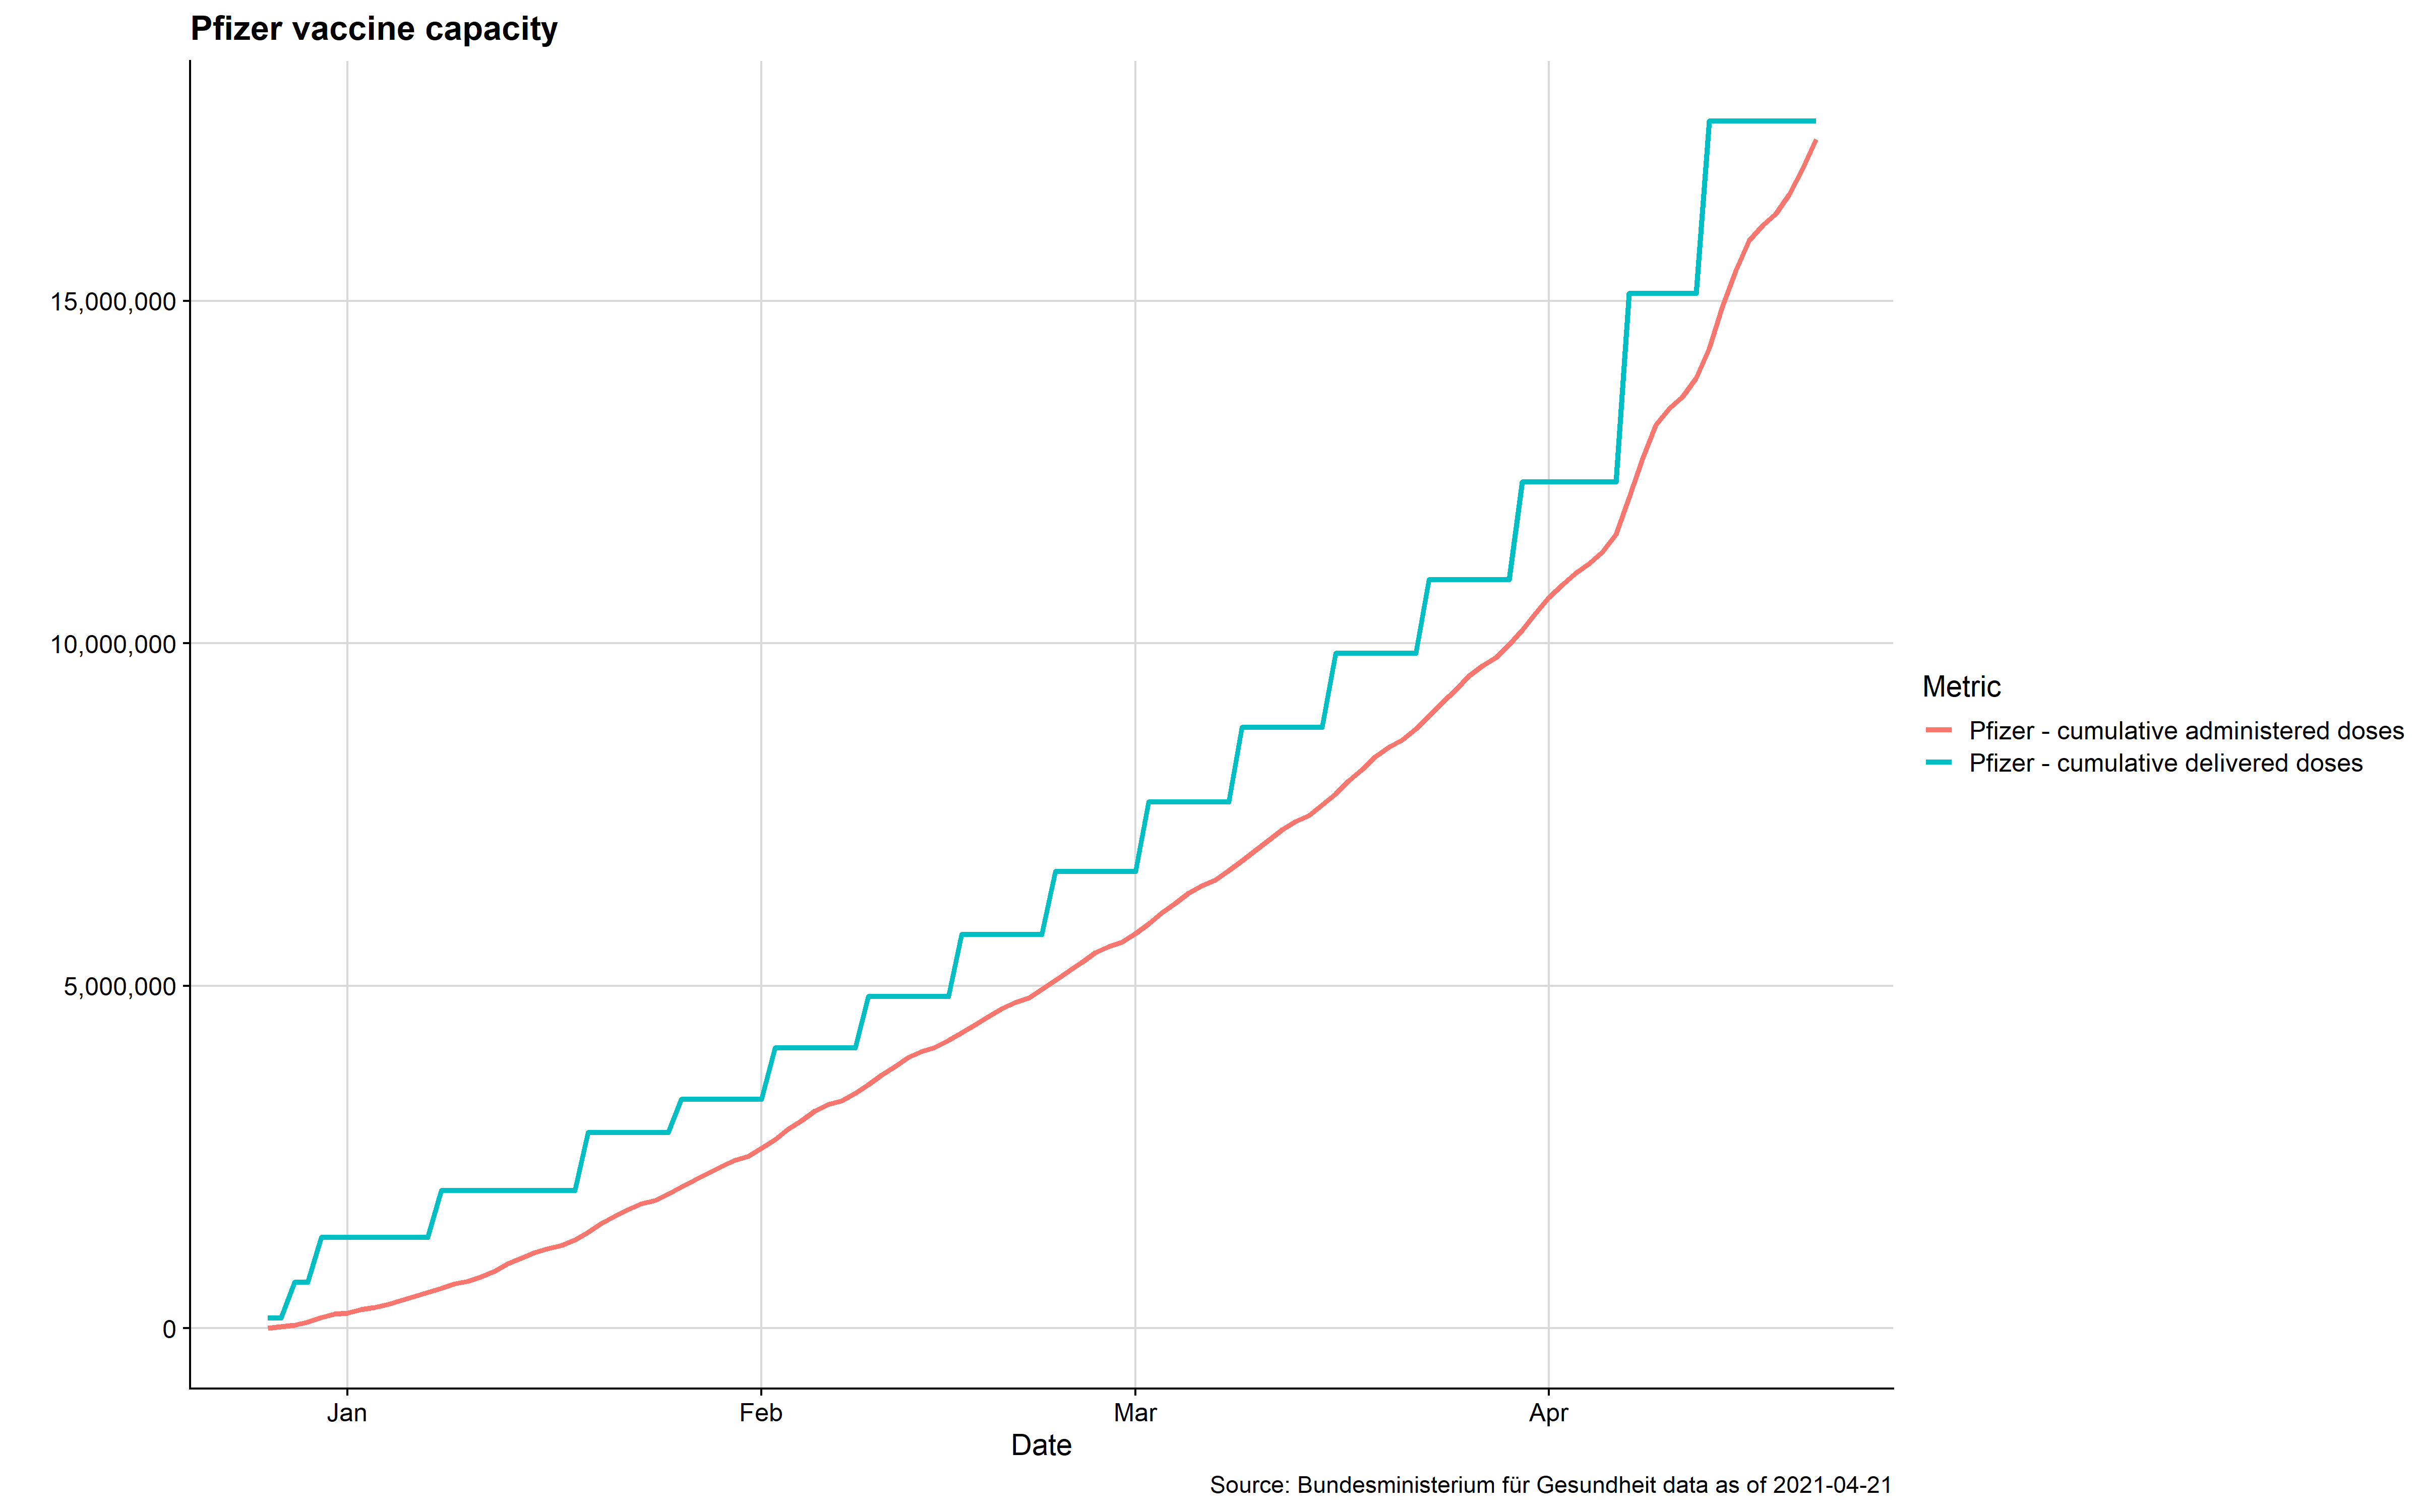 Pfizer vaccine capacity
15,000,000
10,000,000
5,000,000
0
Jan Feb Mar Apr
Date
Metric
Pfizer - cumulative administered doses
Pfizer - cumulative delivered doses
Source: Bundesministerium für Gesundheit data as of 2021-04-21